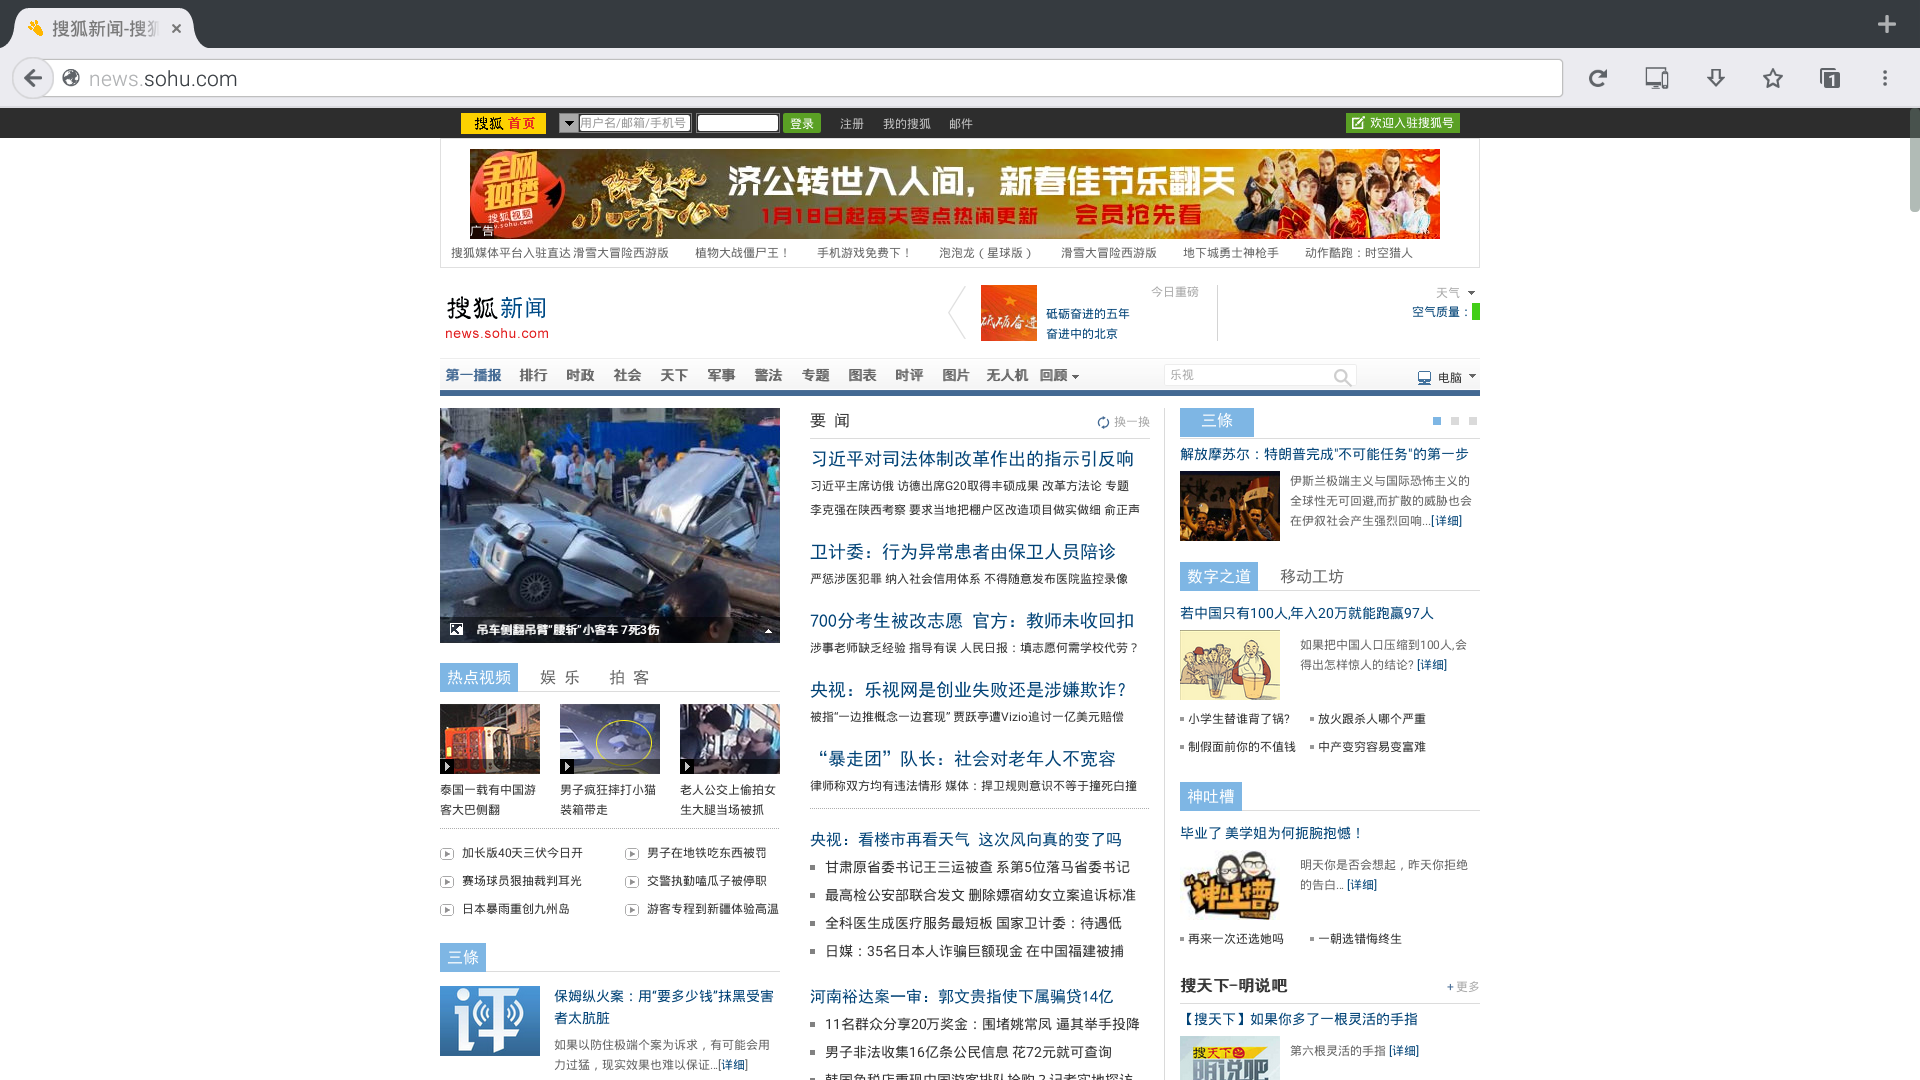 搜狐新闻-搜狐
news.sohu.com
搜狐 首页
用户名/邮箱/手机号
登录
注册
我的搜狐
邮件
欢迎入驻搜狐号
全网独播
搜狐视频
济公转世入人间，新春佳节乐翻天
1月18日起每天零点热闹更新 会员抢先看
广告
搜狐媒体平台入驻直达 滑雪大冒险西游版
植物大战僵尸王！
手机游戏免费下！
泡泡龙（星球版）
滑雪大冒险西游版
地下城勇士神枪手
动作酷跑：时空猎人
搜狐 新闻
news.sohu.com
砥砺奋进
今日重磅
砥砺奋进的五年
奋进中的北京
天气
空气质量：
第一播报 排行 时政 社会 天下 军事 警法 专题 图表 时评 图片 无人机 回顾
乐视
电脑
吊车侧翻吊臂“腰斩”小客车 7死3伤
热点视频 娱 乐 拍 客
泰国一载有中国游
客大巴侧翻
男子疯狂摔打小猫
装箱带走
老人公交上偷拍女
生大腿当场被抓
加长版40天三伏今日开
男子在地铁吃东西被罚
赛场球员狠抽裁判耳光
交警执勤嗑瓜子被停职
日本暴雨重创九州岛
游客专程到新疆体验高温
三條
评
保姆纵火案：用“要多少钱”抹黑受害
者太肮脏
如果以防住极端个案为诉求，有可能会用
力过猛，现实效果也难以保证...[详细]
要 闻
换一换
习近平对司法体制改革作出的指示引反响
习近平主席访俄 访德出席G20取得丰硕成果 改革方法论 专题
李克强在陕西考察 要求当地把棚户区改造项目做实做细 俞正声
卫计委：行为异常患者由保卫人员陪诊
严惩涉医犯罪 纳入社会信用体系 不得随意发布医院监控录像
700分考生被改志愿 官方：教师未收回扣
涉事老师缺乏经验 指导有误 人民日报：填志愿何需学校代劳？
央视：乐视网是创业失败还是涉嫌欺诈？
被指“一边推概念一边套现” 贾跃亭遭Vizio追讨一亿美元赔偿
“暴走团”队长：社会对老年人不宽容
律师称双方均有违法情形 媒体：捍卫规则意识不等于撞死白撞
央视：看楼市再看天气 这次风向真的变了吗
甘肃原省委书记王三运被查 系第5位落马省委书记
最高检公安部联合发文 删除嫖宿幼女立案追诉标准
全科医生成医疗服务最短板 国家卫计委：待遇低
日媒：35名日本人诈骗巨额现金 在中国福建被捕
河南裕达案一审：郭文贵指使下属骗贷14亿
11名群众分享20万奖金：围堵姚常凤 逼其举手投降
男子非法收集16亿条公民信息 花72元就可查询
韩国免税店重现中国游客排队抢购？记者实地探访
三條
解放摩苏尔：特朗普完成"不可能任务"的第一步
伊斯兰极端主义与国际恐怖主义的
全球性无可回避,而扩散的威胁也会
在伊叙社会产生强烈回响...[详细]
数字之道 移动工坊
若中国只有100人,年入20万就能跑赢97人
如果把中国人口压缩到100人,会
得出怎样惊人的结论? [详细]
小学生替谁背了锅?
放火跟杀人哪个严重
制假面前你的不值钱
中产变穷容易变富难
神吐槽
毕业了 美学姐为何扼腕抱憾！
神吐槽
明天你是否会想起，昨天你拒绝
的告白... [详细]
再来一次还选她吗
一朝选错悔终生
搜天下-明说吧
+ 更多
【搜天下】如果你多了一根灵活的手指
搜天下
明说吧
第六根灵活的手指 [详细]